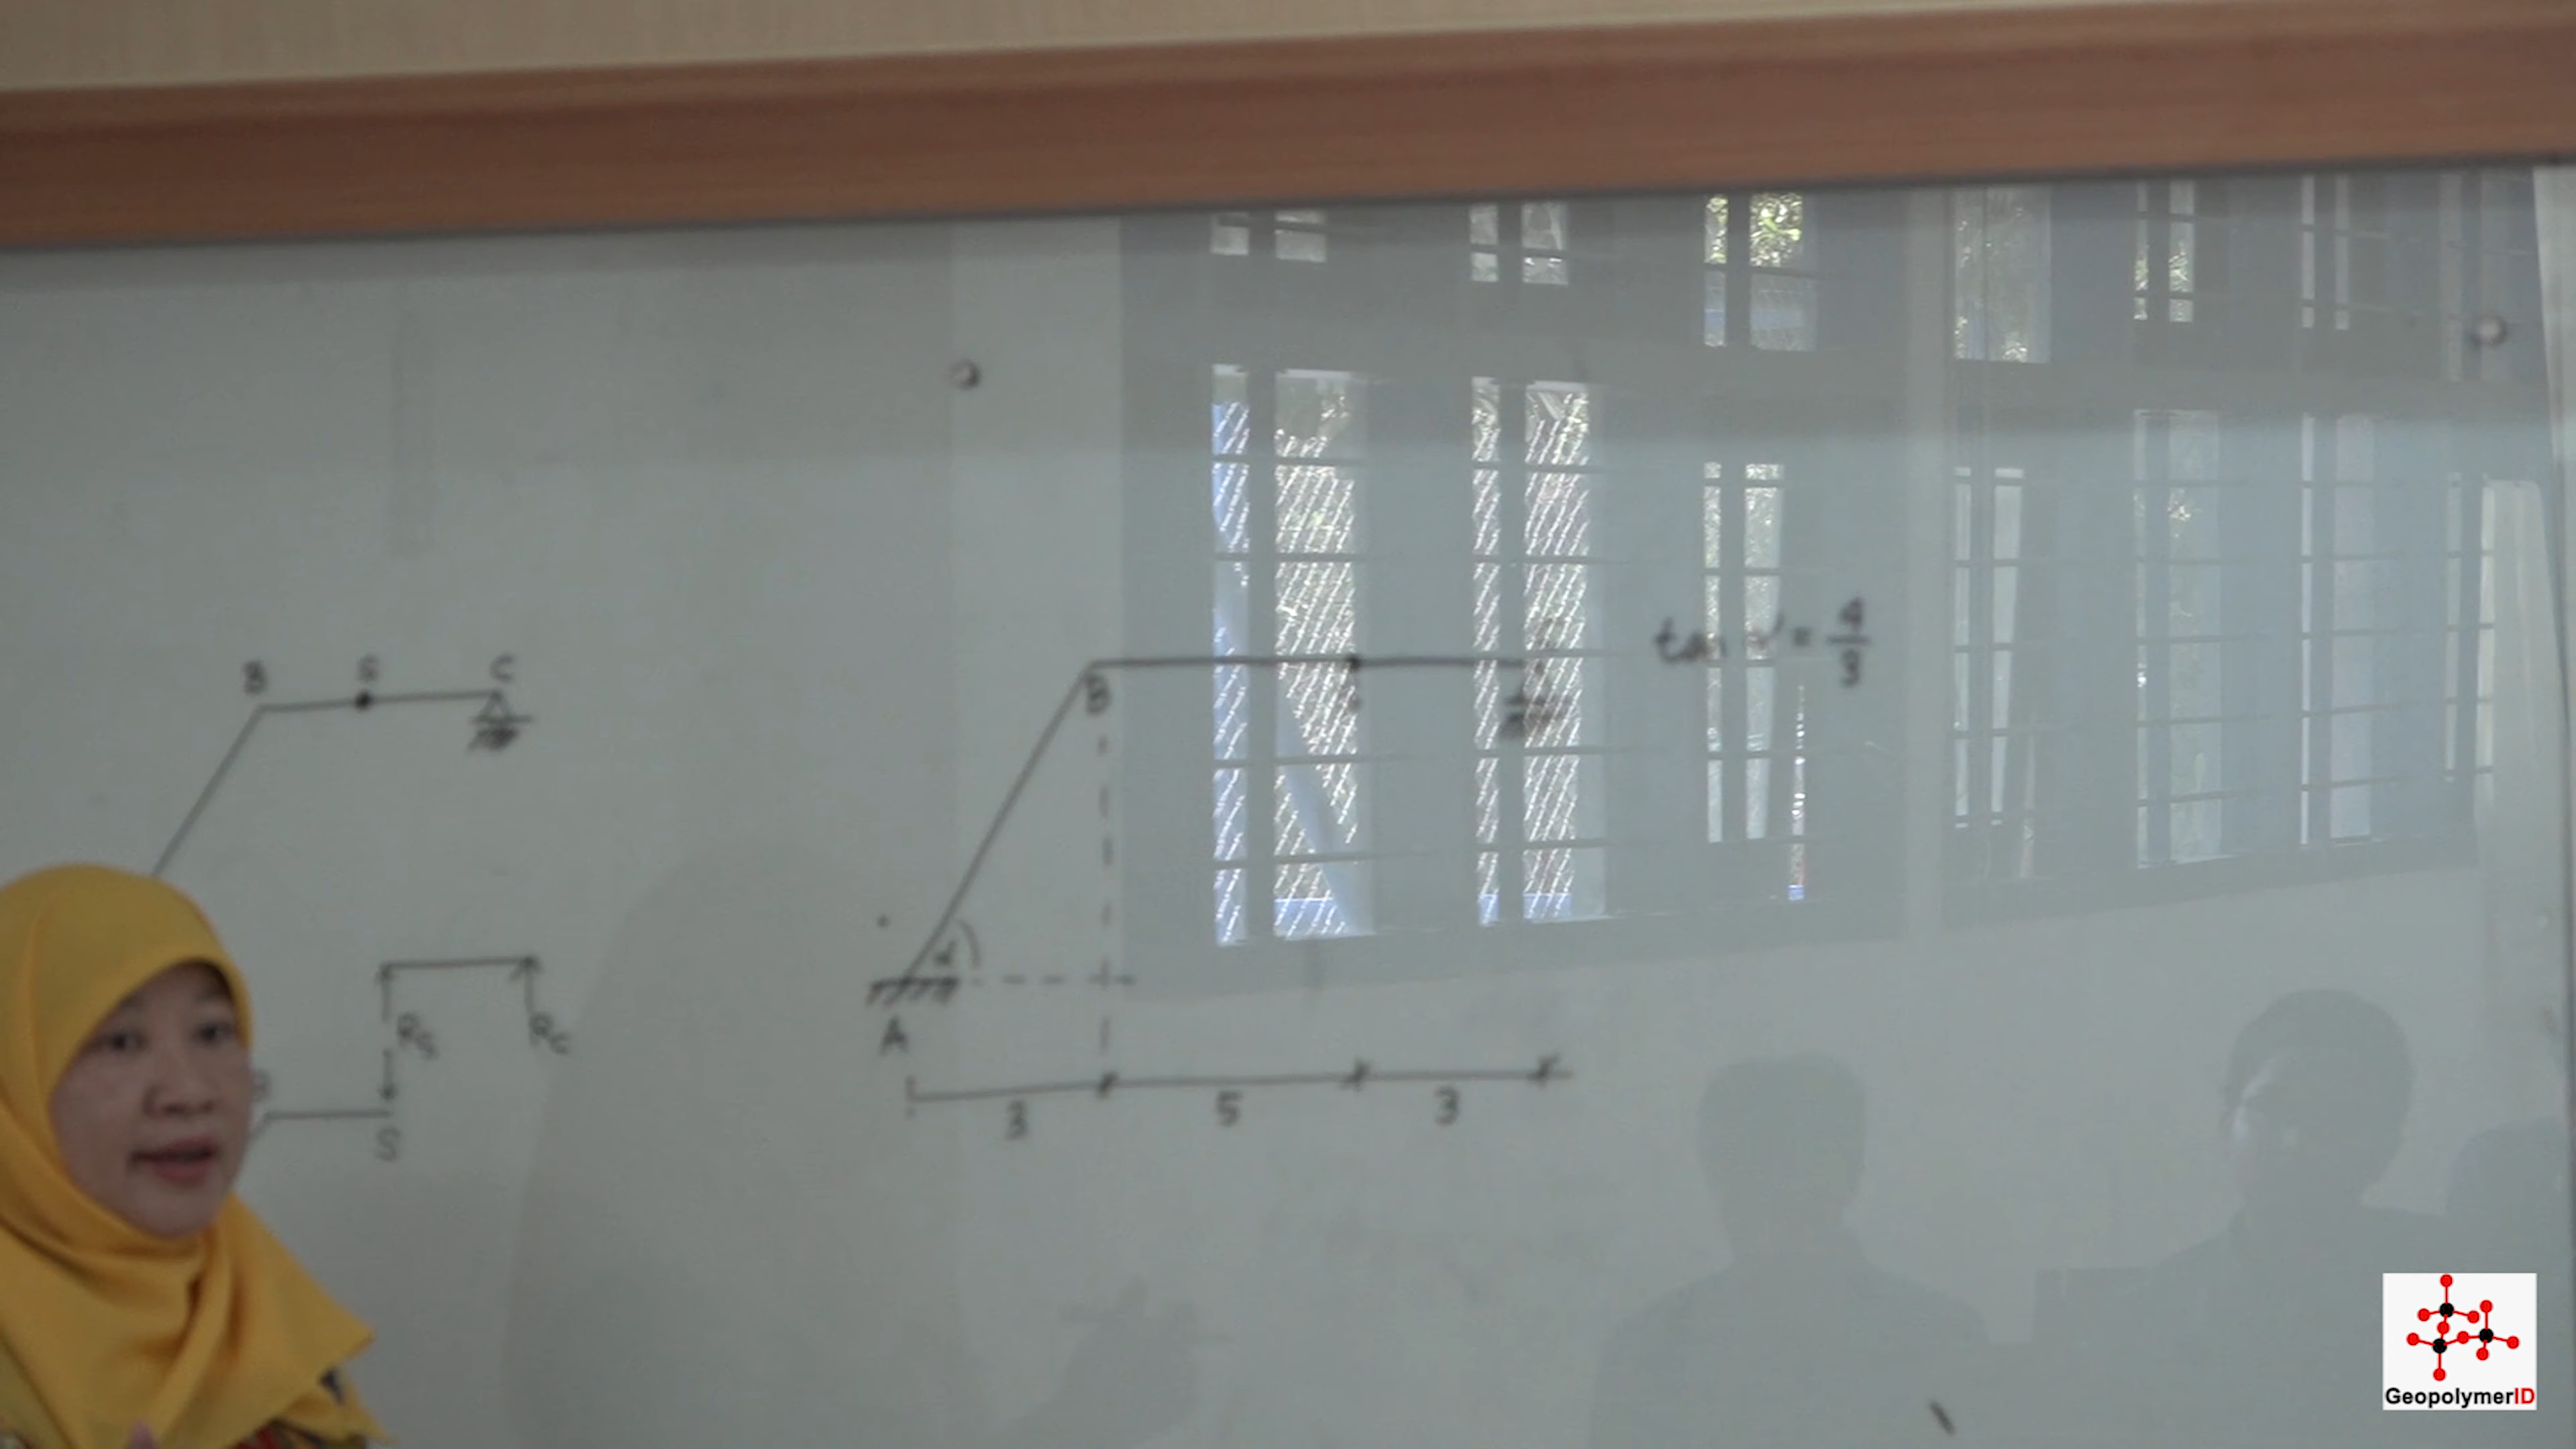 B S C
B
tan α = 4/3
α
A
3 5 3
RS RC
S
GeopolymerID